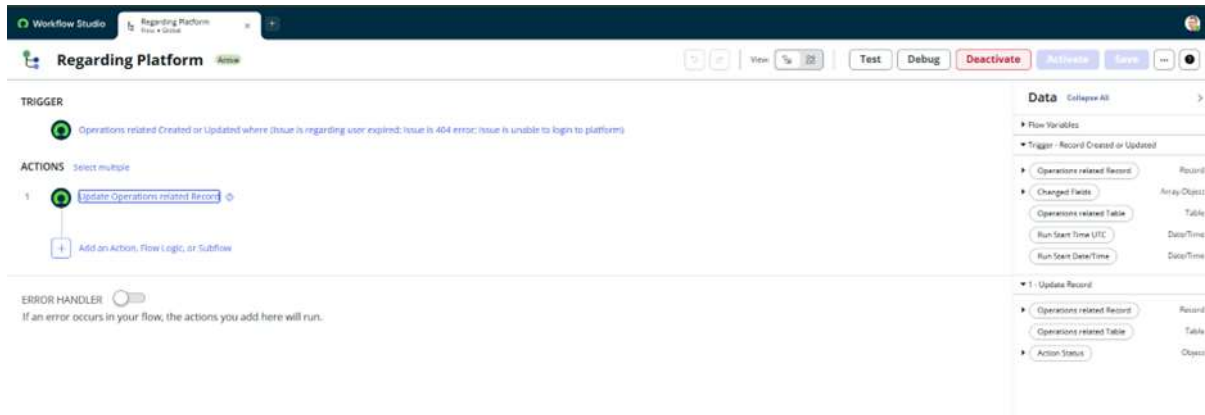 Workflow Studio
Regarding Platform
Flow • Global
Regarding Platform Active
View:
Test
Debug
Deactivate
Activate
Save
TRIGGER
Operations related Created or Updated where (Issue is regarding user expired; Issue is 404 error; Issue is unable to login to platform)
ACTIONS Select multiple
1 Update Operations related Record
Add an Action, Flow Logic, or Subflow
ERROR HANDLER
If an error occurs in your flow, the actions you add here will run.
Data Collapse All
Flow Variables
Trigger - Record Created or Updated
Operations related Record Record
Changed Fields Array.Object
Operations related Table Table
Run Start Time UTC Date/Time
Run Start Date/Time Date/Time
1 - Update Record
Operations related Record Record
Operations related Table Table
Action Status Object